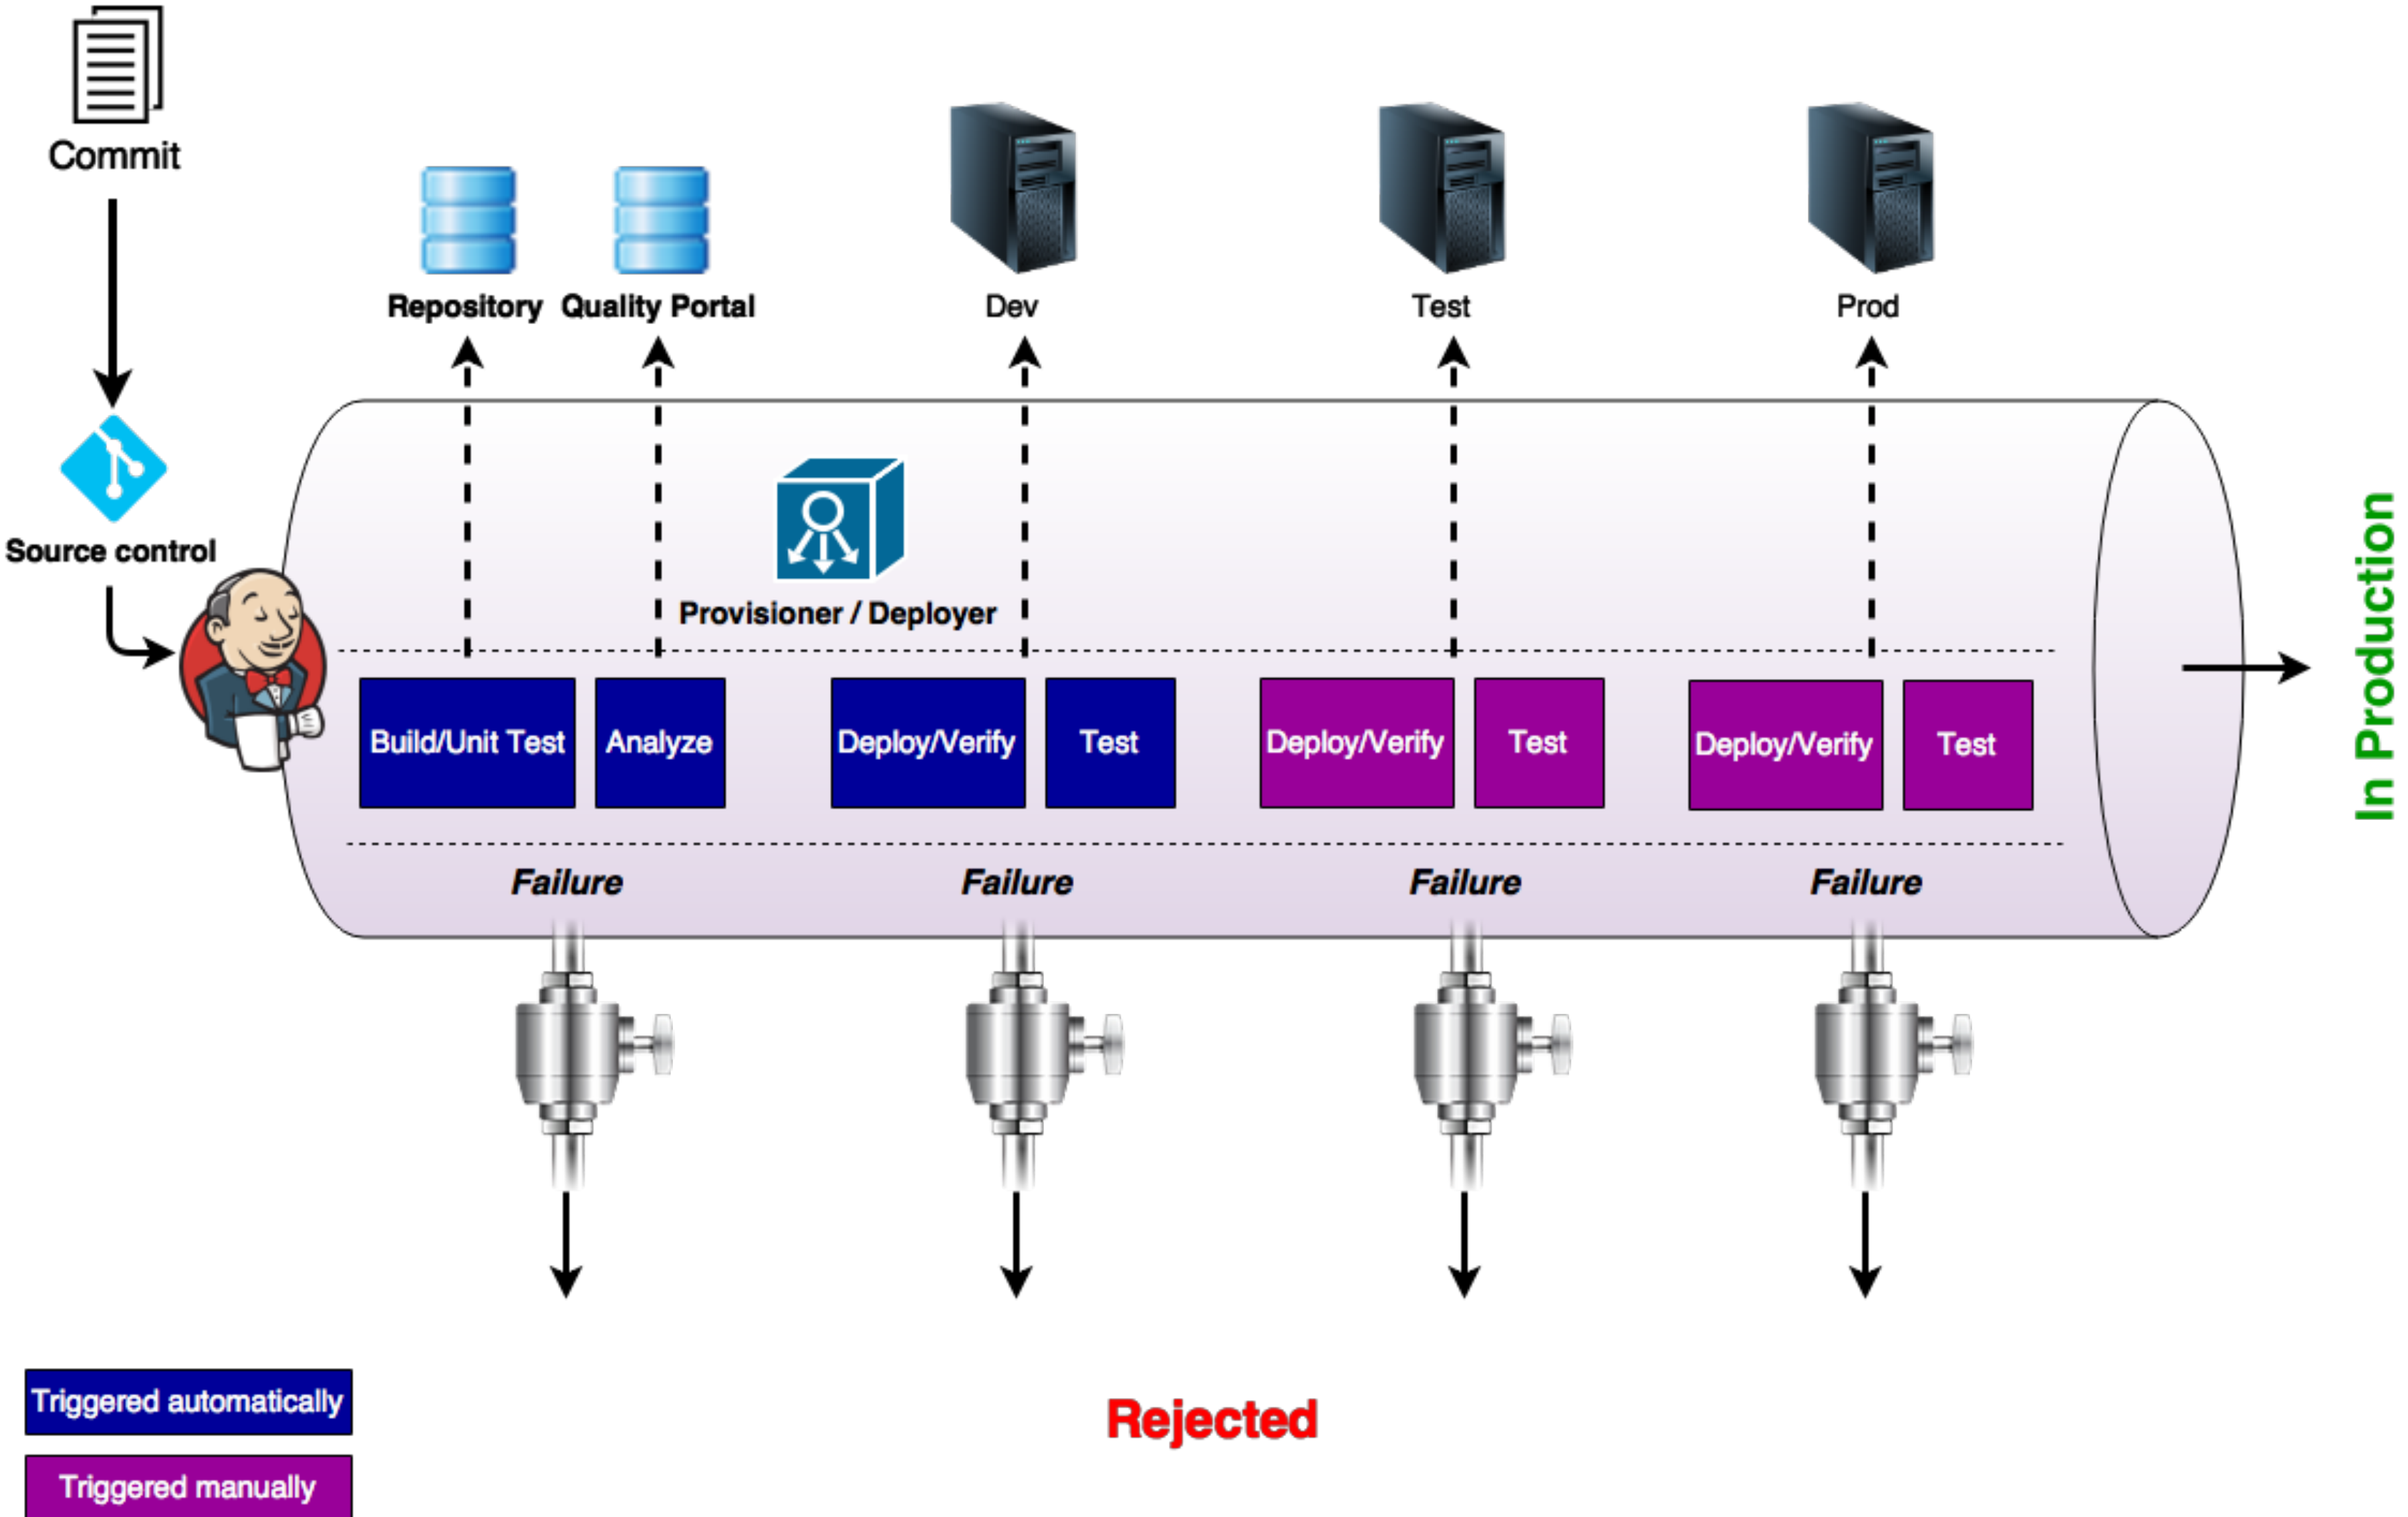 Commit
Repository
Quality Portal
Dev
Test
Prod
Source control
Provisioner / Deployer
Build/Unit Test
Analyze
Deploy/Verify
Test
Deploy/Verify
Test
Deploy/Verify
Test
In Production
Failure
Failure
Failure
Failure
Triggered automatically
Rejected
Triggered manually